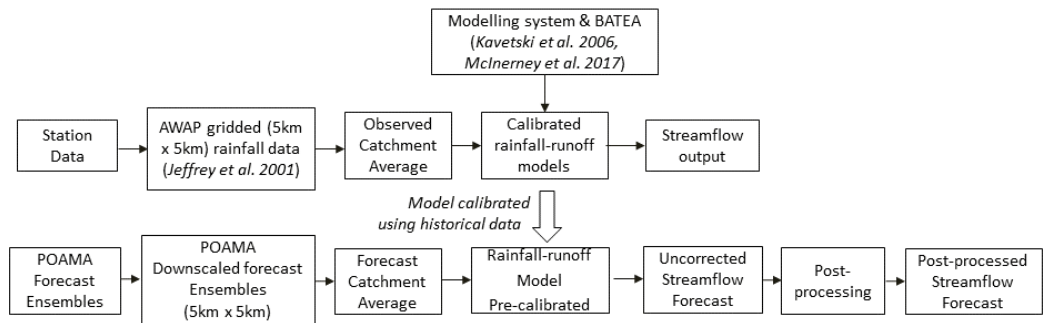 Modelling system & BATEA
(Kavetski et al. 2006,
McInerney et al. 2017)
Station
Data
AWAP gridded (5km
x 5km) rainfall data
(Jeffrey et al. 2001)
Observed
Catchment
Average
Calibrated
rainfall-runoff
models
Streamflow
output
Model calibrated
using historical data
POAMA
Forecast
Ensembles
POAMA
Downscaled forecast
Ensembles
(5km x 5km)
Forecast
Catchment
Average
Rainfall-runoff
Model
Pre-calibrated
Uncorrected
Streamflow
Forecast
Post-
processing
Post-processed
Streamflow
Forecast